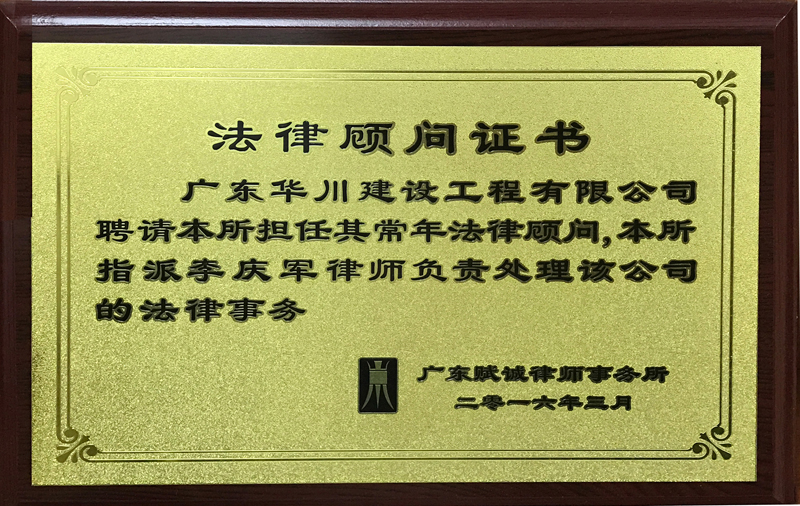 法律顾问证书
广东华川建设工程有限公司
聘请本所担任其常年法律顾问,本所
指派李庆军律师负责处理该公司
的法律事务
广东赋诚律师事务所
二零一六年三月